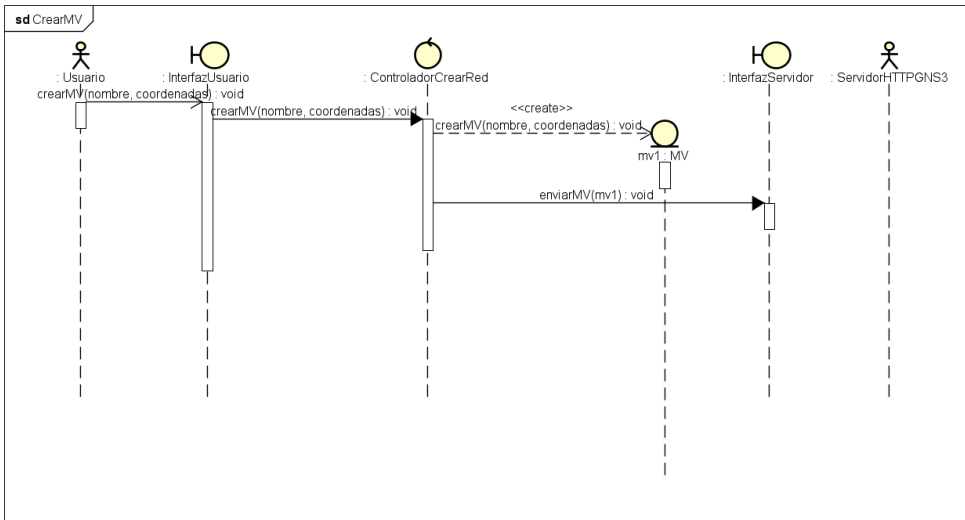 sd CrearMV
: Usuario
: InterfazUsuario
: ControladorCrearRed
: InterfazServidor
: ServidorHTTPGNS3
crearMV(nombre, coordenadas) : void
crearMV(nombre, coordenadas) : void
<<create>>
crearMV(nombre, coordenadas) : void
mv1 : MV
enviarMV(mv1) : void